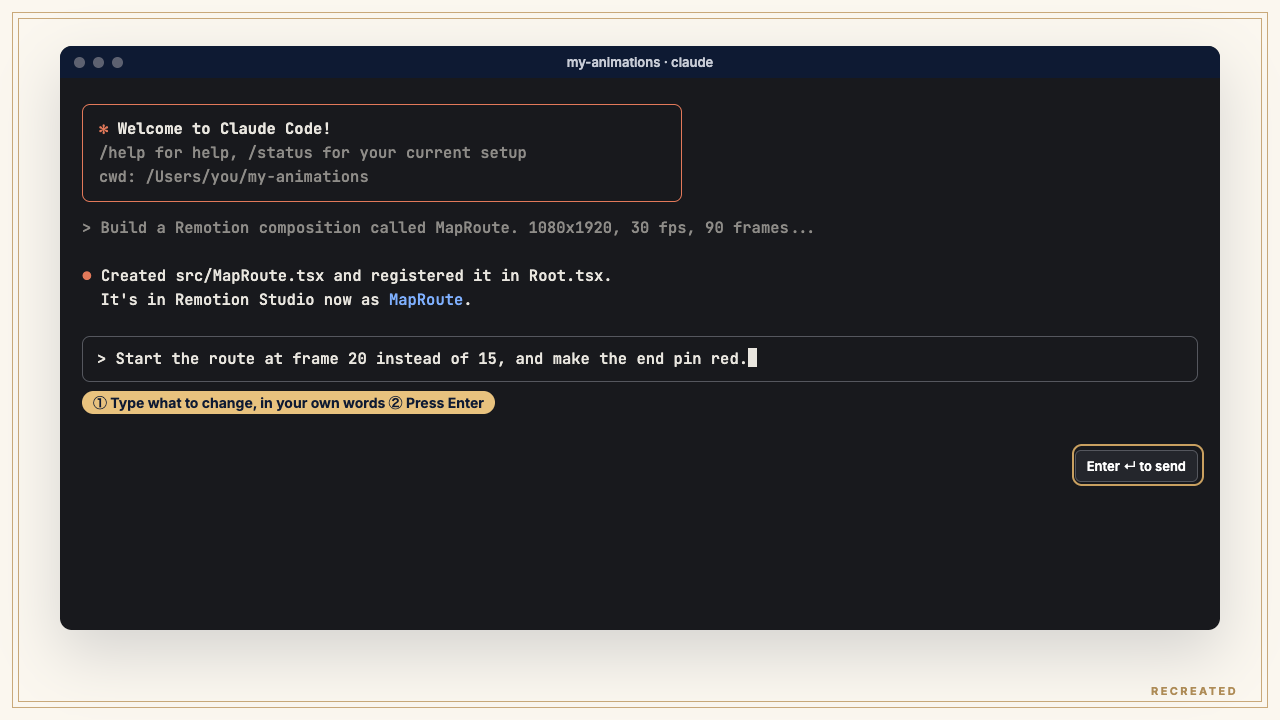 my-animations · claude
✻ Welcome to Claude Code!
/help for help, /status for your current setup
cwd: /Users/you/my-animations
> Build a Remotion composition called MapRoute. 1080x1920, 30 fps, 90 frames...
● Created src/MapRoute.tsx and registered it in Root.tsx.
It's in Remotion Studio now as MapRoute.
> Start the route at frame 20 instead of 15, and make the end pin red.
① Type what to change, in your own words ② Press Enter
Enter ↵ to send
RECREATED